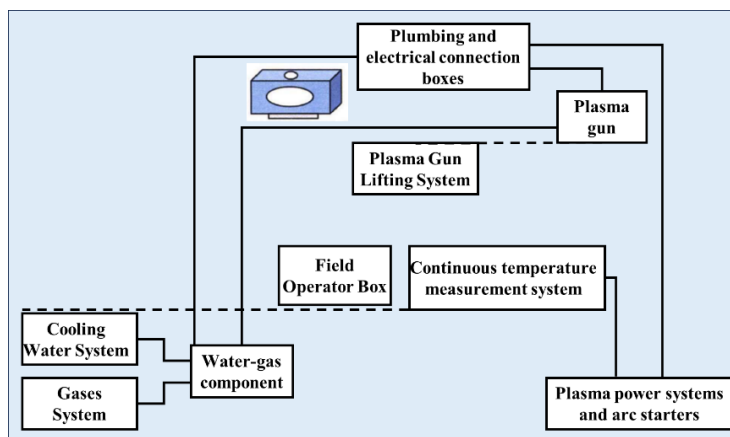 Plumbing and
electrical connection
boxes
Plasma
gun
Plasma Gun
Lifting System
Field
Operator Box
Continuous temperature
measurement system
Cooling
Water System
Water-gas
component
Gases
System
Plasma power systems
and arc starters